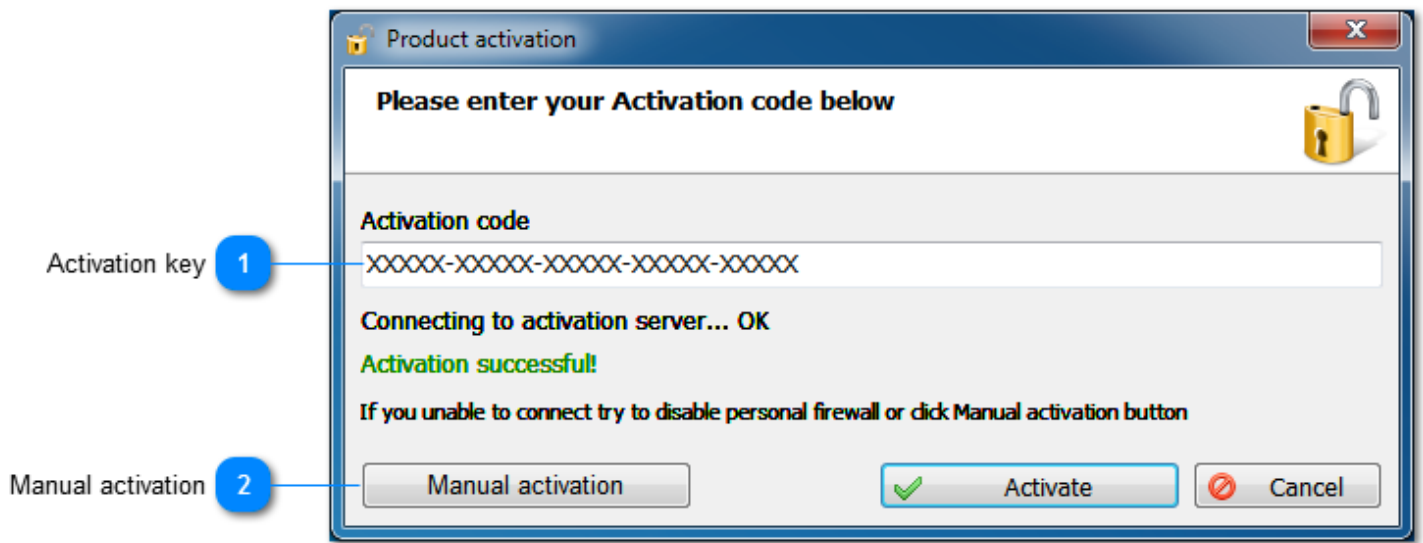 Product activation
X
Please enter your Activation code below
Activation code
Activation key 1 XXXXX-XXXXX-XXXXX-XXXXX-XXXXX
Connecting to activation server... OK
Activation successful!
If you unable to connect try to disable personal firewall or click Manual activation button
Manual activation 2 Manual activation Activate Cancel